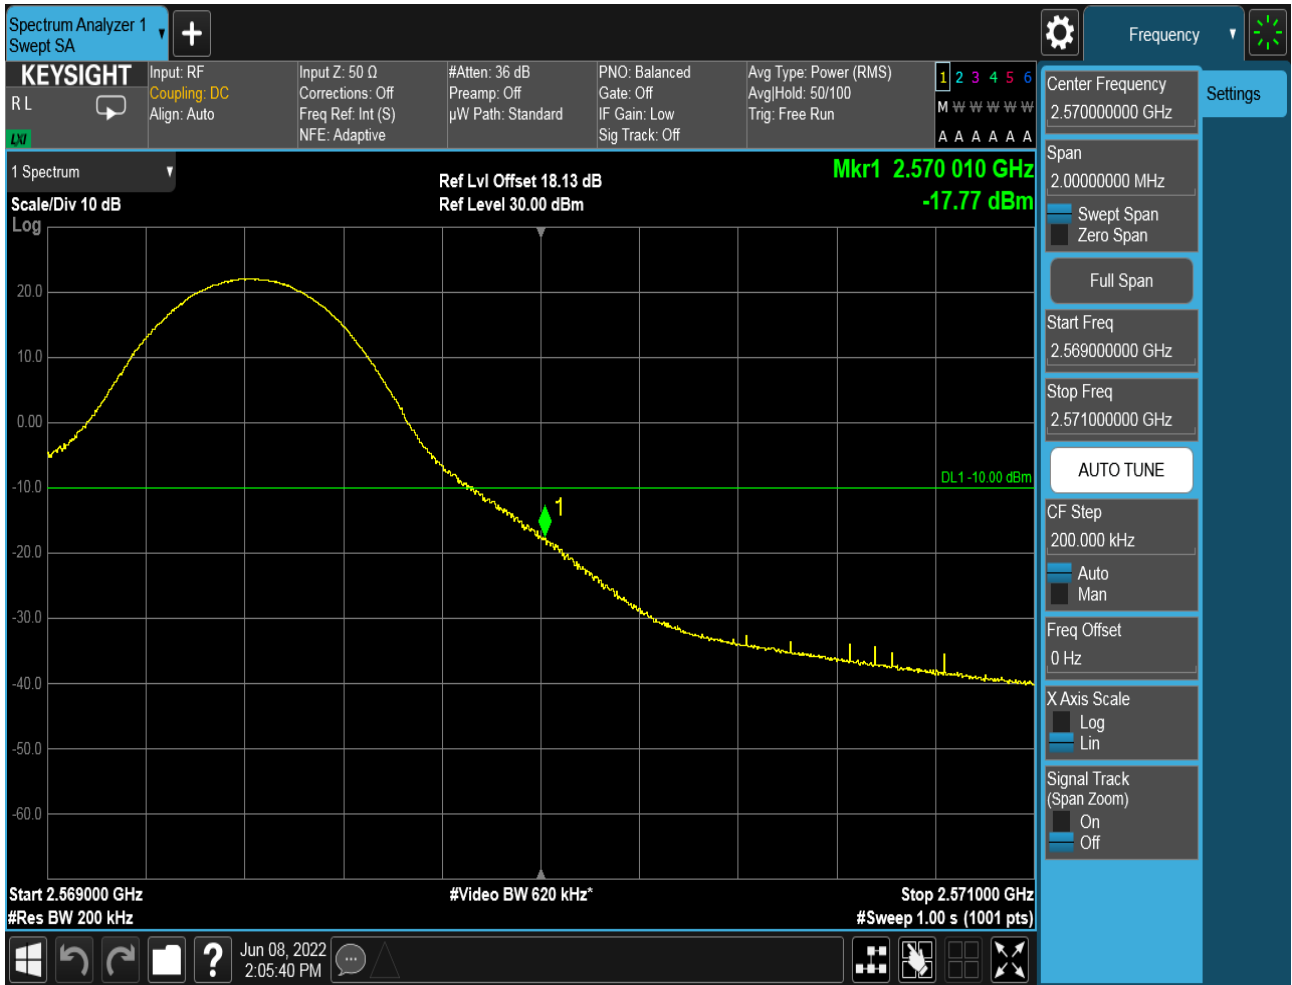 Spectrum Analyzer 1
Swept SA
+
Frequency
KEYSIGHT
R L
LXI
Input: RF
Coupling: DC
Align: Auto
Input Z: 50 Ω
Corrections: Off
Freq Ref: Int (S)
NFE: Adaptive
#Atten: 36 dB
Preamp: Off
µW Path: Standard
PNO: Balanced
Gate: Off
IF Gain: Low
Sig Track: Off
Avg Type: Power (RMS)
Avg|Hold: 50/100
Trig: Free Run
1 2 3 4 5 6
M W W W W W
A A A A A A
1 Spectrum
Scale/Div 10 dB
Log
Ref Lvl Offset 18.13 dB
Ref Level 30.00 dBm
Mkr1 2.570 010 GHz
-17.77 dBm
20.0
10.0
0.00
-10.0
-20.0
-30.0
-40.0
-50.0
-60.0
DL1 -10.00 dBm
1
Start 2.569000 GHz
#Res BW 200 kHz
#Video BW 620 kHz*
Stop 2.571000 GHz
#Sweep 1.00 s (1001 pts)
?
Jun 08, 2022
2:05:40 PM
Center Frequency
2.570000000 GHz
Span
2.00000000 MHz
Swept Span
Zero Span
Full Span
Start Freq
2.569000000 GHz
Stop Freq
2.571000000 GHz
AUTO TUNE
CF Step
200.000 kHz
Auto
Man
Freq Offset
0 Hz
X Axis Scale
Log
Lin
Signal Track
(Span Zoom)
On
Off
Settings